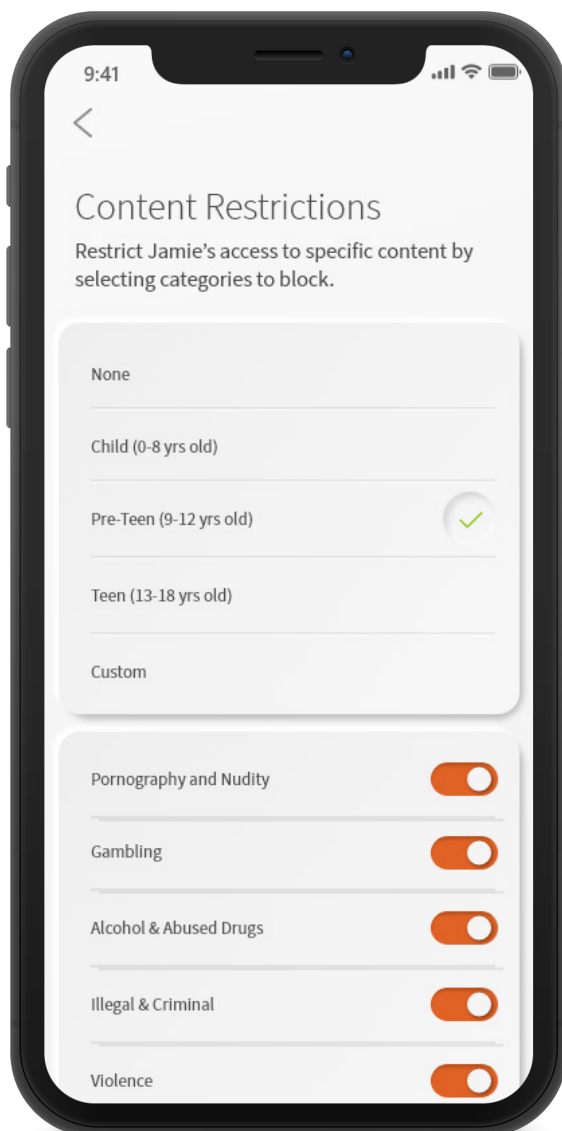 9:41
Content Restrictions
Restrict Jamie's access to specific content by
selecting categories to block.
None
Child (0-8 yrs old)
Pre-Teen (9-12 yrs old)
Teen (13-18 yrs old)
Custom
Pornography and Nudity
Gambling
Alcohol & Abused Drugs
Illegal & Criminal
Violence